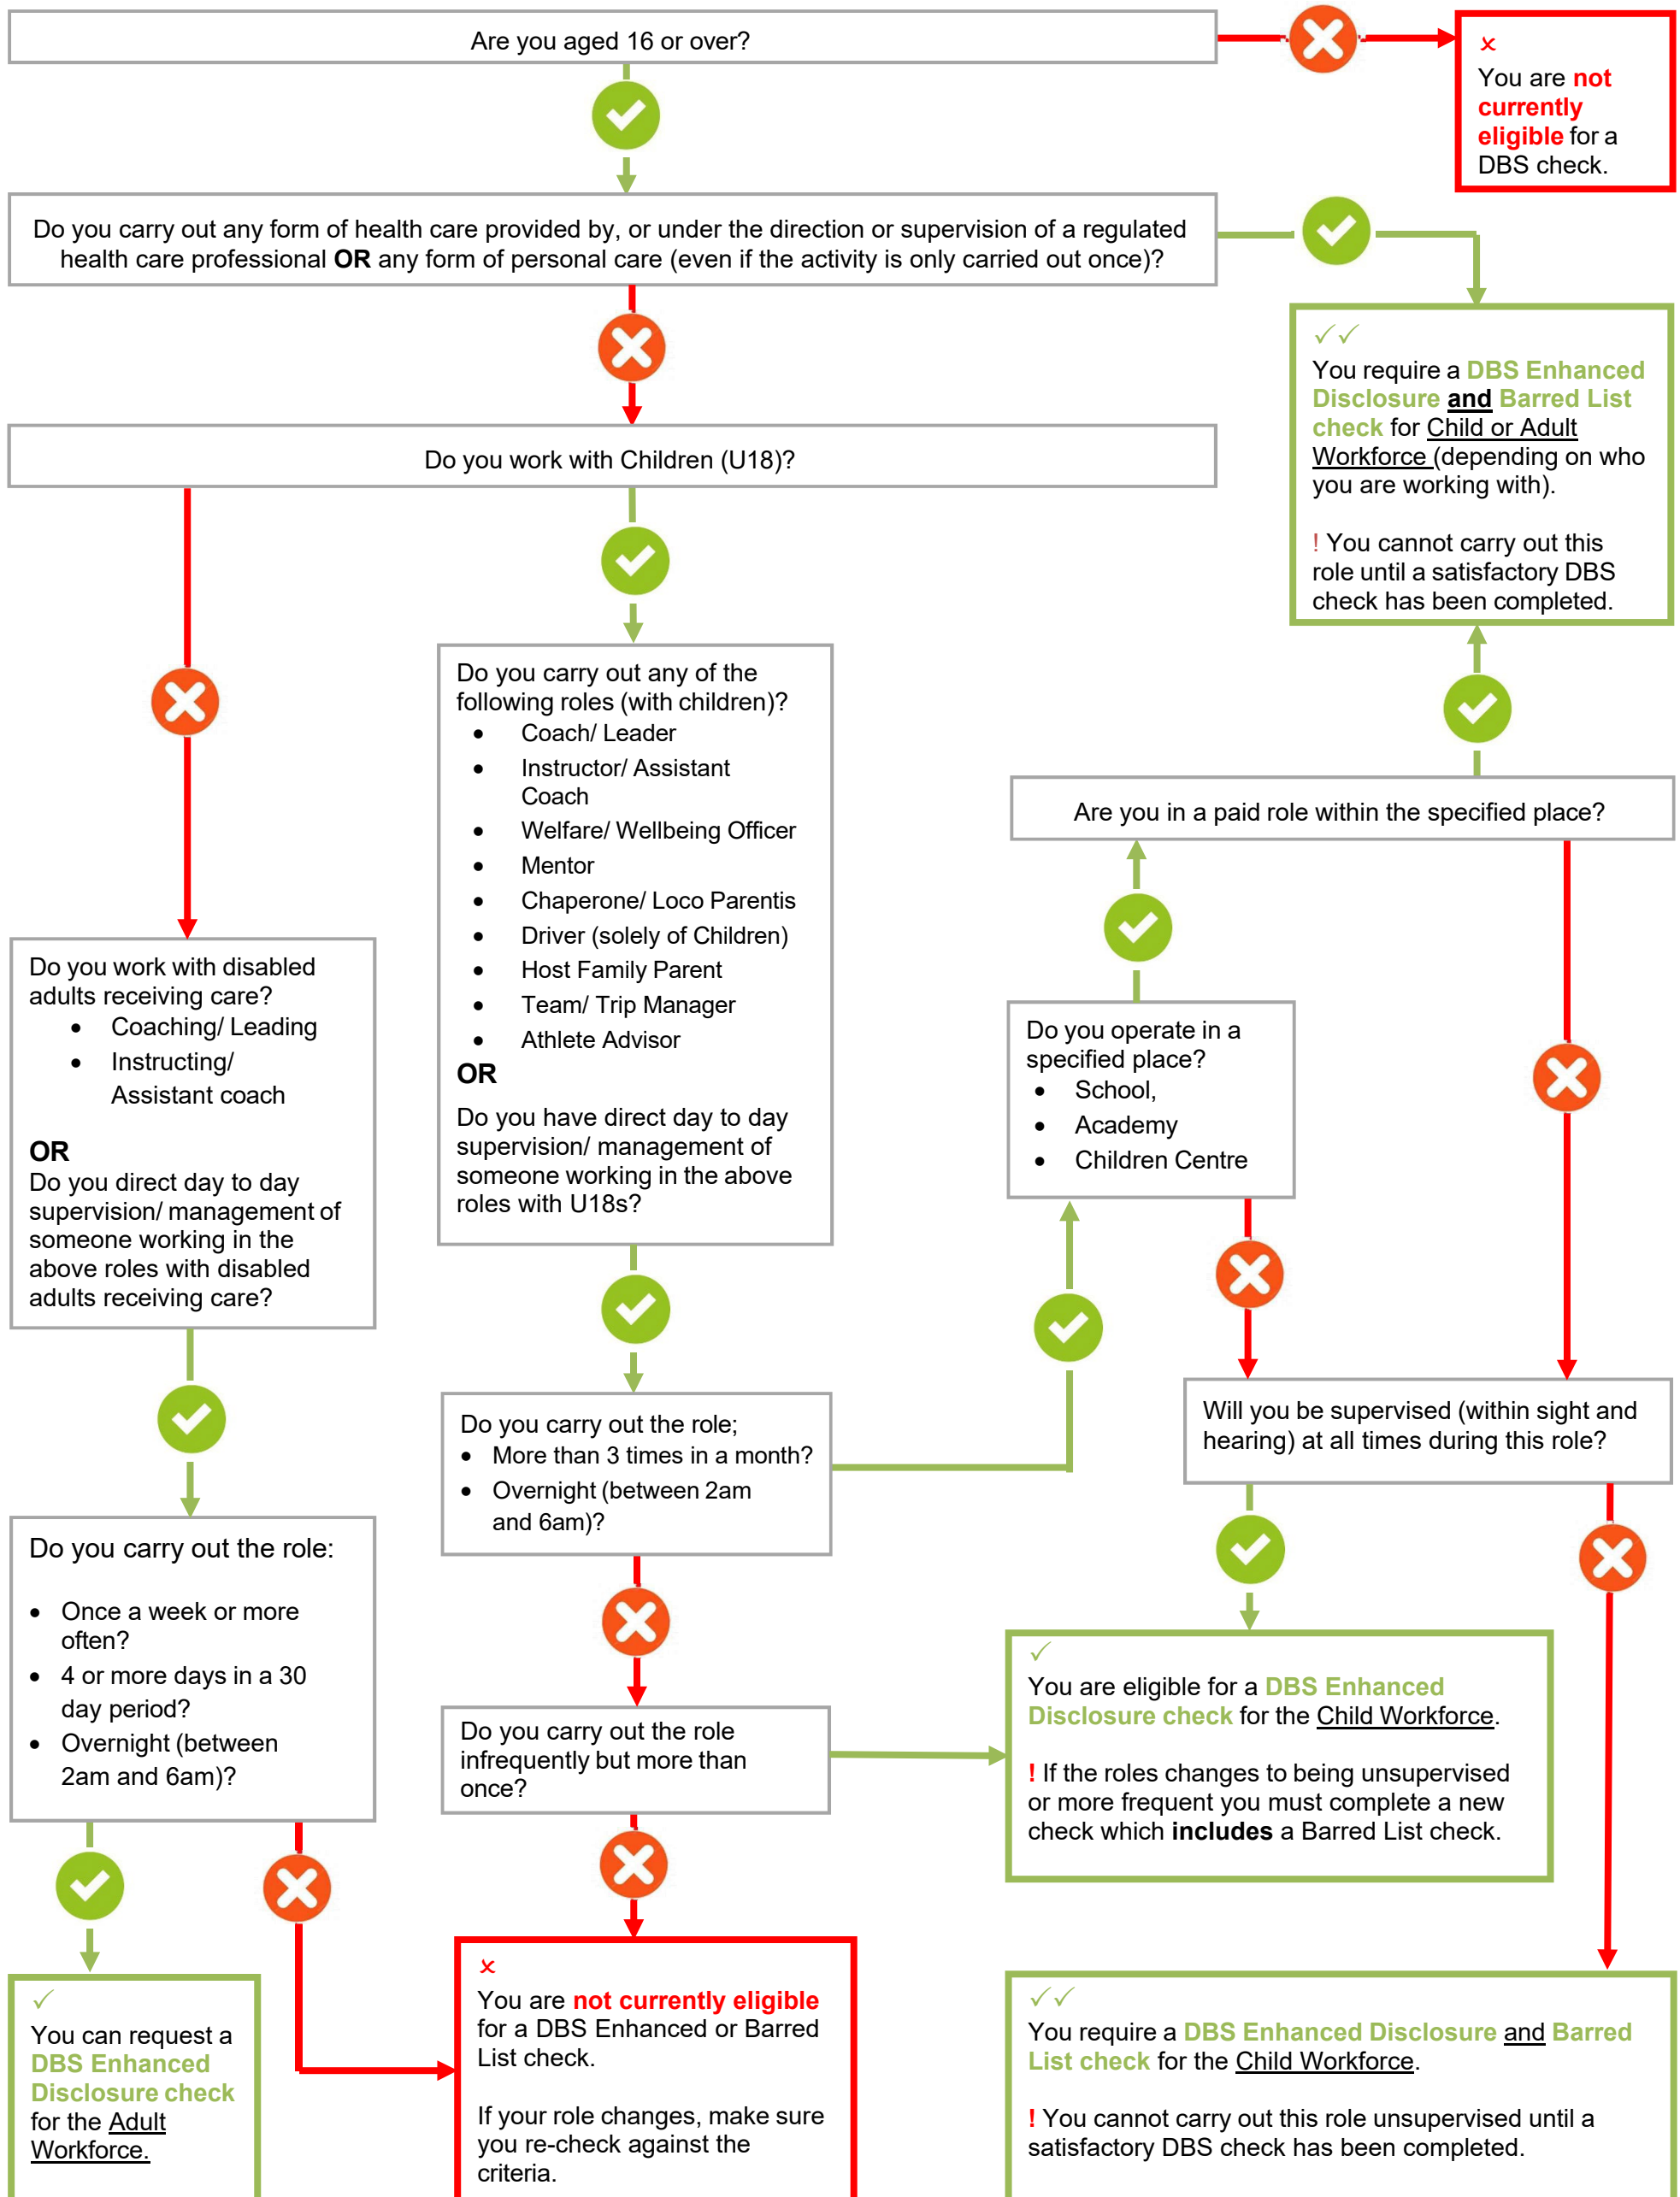 Are you aged 16 or over?
x
You are not
currently
eligible for a
DBS check.
Do you carry out any form of health care provided by, or under the direction or supervision of a regulated
health care professional OR any form of personal care (even if the activity is only carried out once)?
✓✓
You require a DBS Enhanced
Disclosure and Barred List
check for Child or Adult
Workforce (depending on who
you are working with).
! You cannot carry out this
role until a satisfactory DBS
check has been completed.
Do you work with Children (U18)?
Do you carry out any of the
following roles (with children)?
• Coach/ Leader
• Instructor/ Assistant
Coach
• Welfare/ Wellbeing Officer
• Mentor
• Chaperone/ Loco Parentis
• Driver (solely of Children)
• Host Family Parent
• Team/ Trip Manager
• Athlete Advisor
OR
Do you have direct day to day
supervision/ management of
someone working in the above
roles with U18s?
Are you in a paid role within the specified place?
Do you work with disabled
adults receiving care?
• Coaching/ Leading
• Instructing/
Assistant coach
OR
Do you direct day to day
supervision/ management of
someone working in the
above roles with disabled
adults receiving care?
Do you operate in a
specified place?
• School,
• Academy
• Children Centre
Do you carry out the role;
• More than 3 times in a month?
• Overnight (between 2am
and 6am)?
Will you be supervised (within sight and
hearing) at all times during this role?
Do you carry out the role:
• Once a week or more
often?
• 4 or more days in a 30
day period?
• Overnight (between
2am and 6am)?
Do you carry out the role
infrequently but more than
once?
✓
You are eligible for a DBS Enhanced
Disclosure check for the Child Workforce.
! If the roles changes to being unsupervised
or more frequent you must complete a new
check which includes a Barred List check.
✓
You can request a
DBS Enhanced
Disclosure check
for the Adult
Workforce.
x
You are not currently eligible
for a DBS Enhanced or Barred
List check.
If your role changes, make sure
you re-check against the
criteria.
✓✓
You require a DBS Enhanced Disclosure and Barred
List check for the Child Workforce.
! You cannot carry out this role unsupervised until a
satisfactory DBS check has been completed.